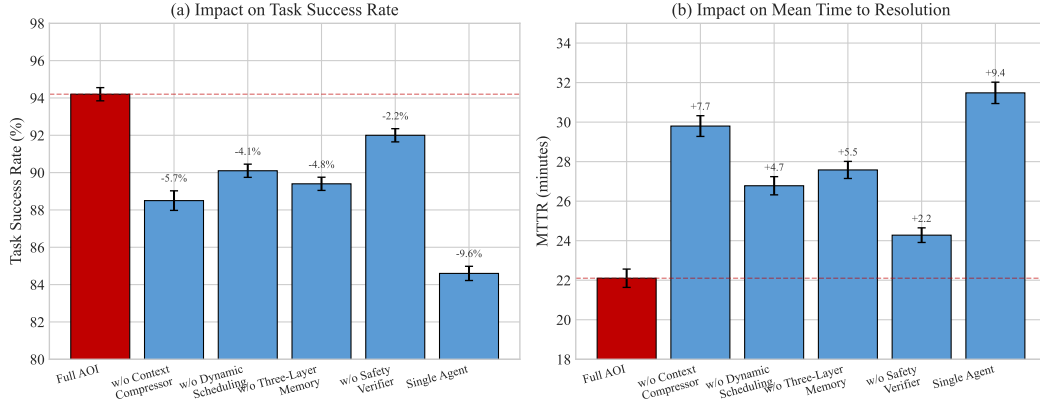 (a) Impact on Task Success Rate
98
96
94
92
90
88
86
84
82
80
Task Success Rate (%)
-5.7%
-4.1%
-4.8%
-2.2%
-9.6%
Full AOI
w/o Context
Compressor
w/o Dynamic
Scheduling
w/o Three-Layer
Memory
w/o Safety
Verifier
Single Agent
(b) Impact on Mean Time to Resolution
34
32
30
28
26
24
22
20
18
MTTR (minutes)
+7.7
+4.7
+5.5
+2.2
+9.4
Full AOI
w/o Context
Compressor
w/o Dynamic
Scheduling
w/o Three-Layer
Memory
w/o Safety
Verifier
Single Agent